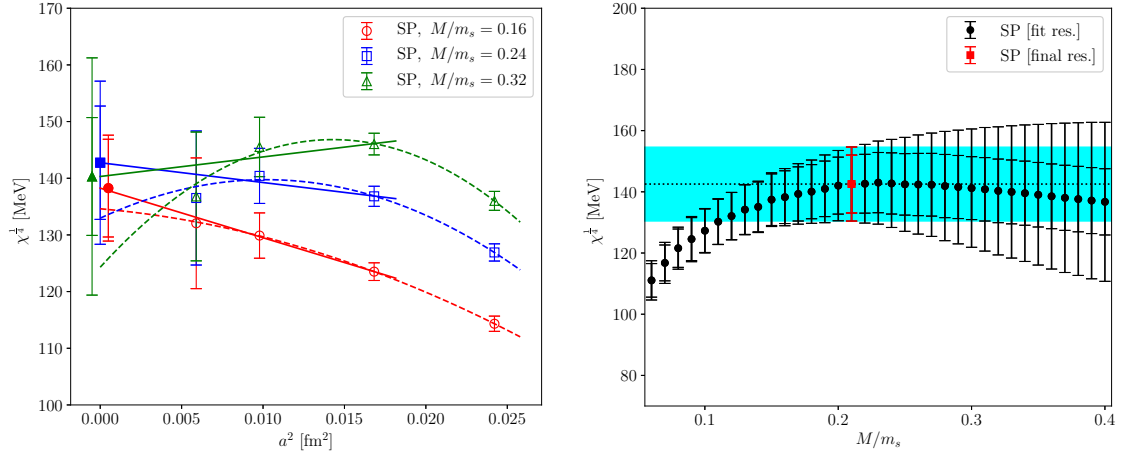 170
160
150
140
130
120
110
100
0.000
0.005
0.010
0.015
0.020
0.025
a² [fm²]
χ^{1/4} [MeV]
SP, M/m_s = 0.16
SP, M/m_s = 0.24
SP, M/m_s = 0.32
200
180
160
140
120
100
80
0.1
0.2
0.3
0.4
M/m_s
χ^{1/4} [MeV]
SP [fit res.]
SP [final res.]